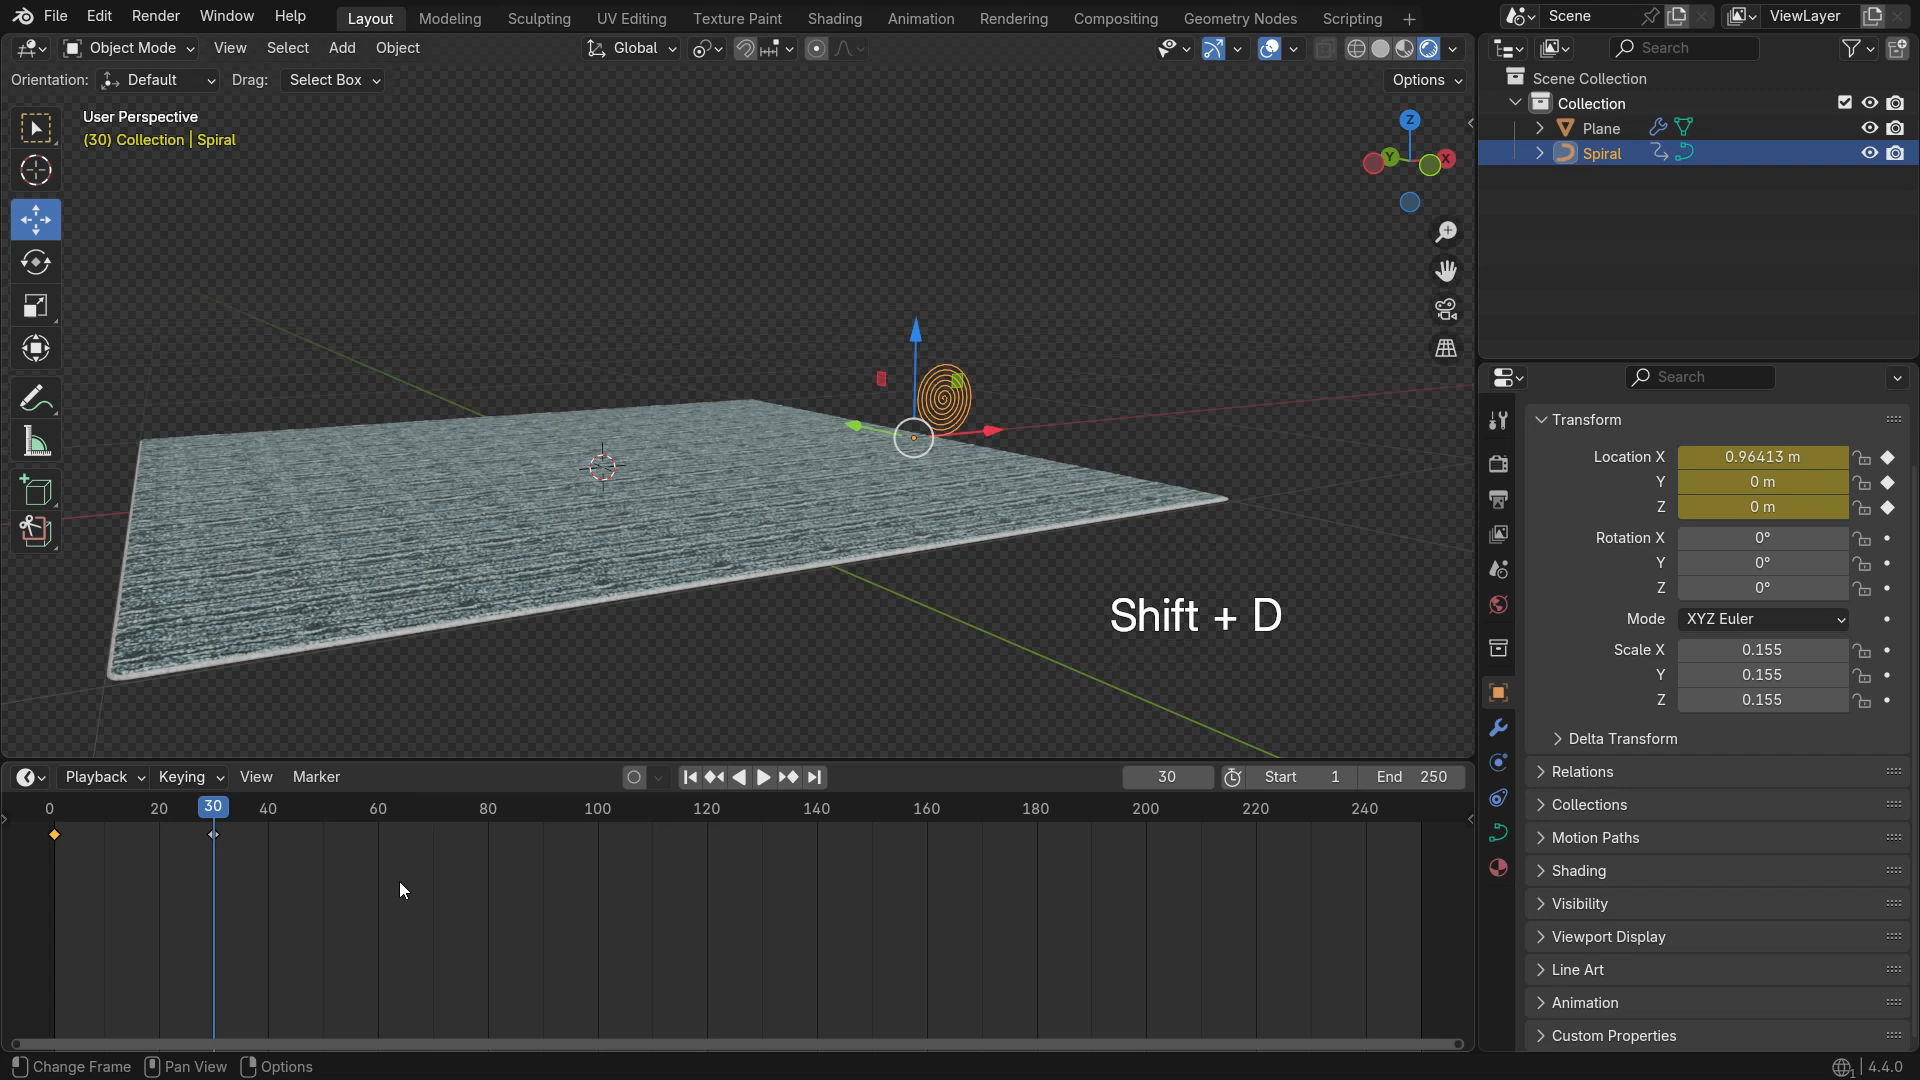 File Edit Render Window Help Layout Modeling Sculpting UV Editing Texture Paint Shading Animation Rendering Compositing Geometry Nodes Scripting Scene ViewLayer
Object Mode View Select Add Object Global Search
Orientation: Default Drag: Select Box Options
User Perspective
(30) Collection | Spiral
Z
Y
X
Scene Collection
Collection
Plane
Spiral
Search
Transform
Location X 0.96413 m
Y 0 m
Z 0 m
Rotation X 0°
Y 0°
Z 0°
Mode XYZ Euler
Scale X 0.155
Y 0.155
Z 0.155
Delta Transform
Relations
Collections
Motion Paths
Shading
Visibility
Viewport Display
Line Art
Animation
Custom Properties
Shift + D
Playback Keying View Marker 30 Start 1 End 250
0 20 30 40 60 80 100 120 140 160 180 200 220 240
Change Frame Pan View Options 1 4.4.0